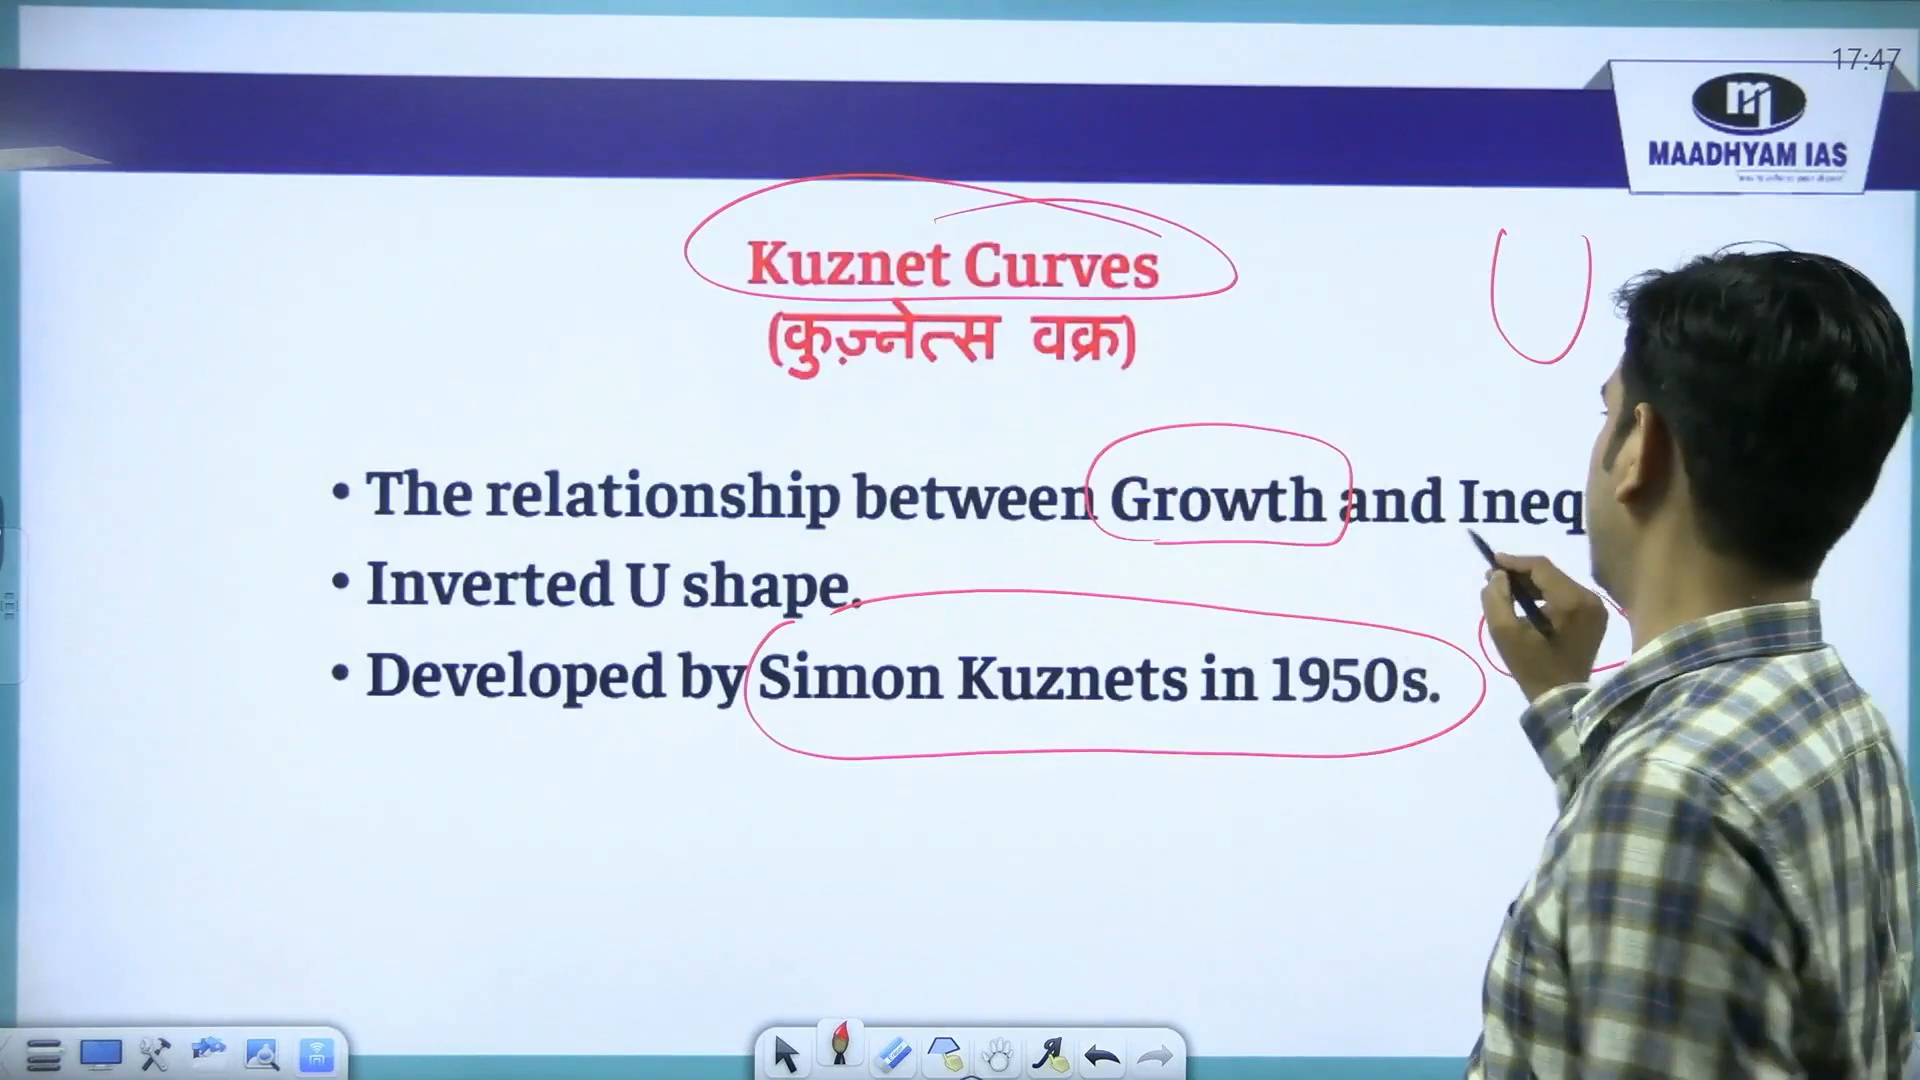 17:47
MAADHYAM IAS
Kuznet Curves
(कुज़्नेत्स वक्र)
• The relationship between Growth and Ineq
• Inverted U shape.
• Developed by Simon Kuznets in 1950s.
U